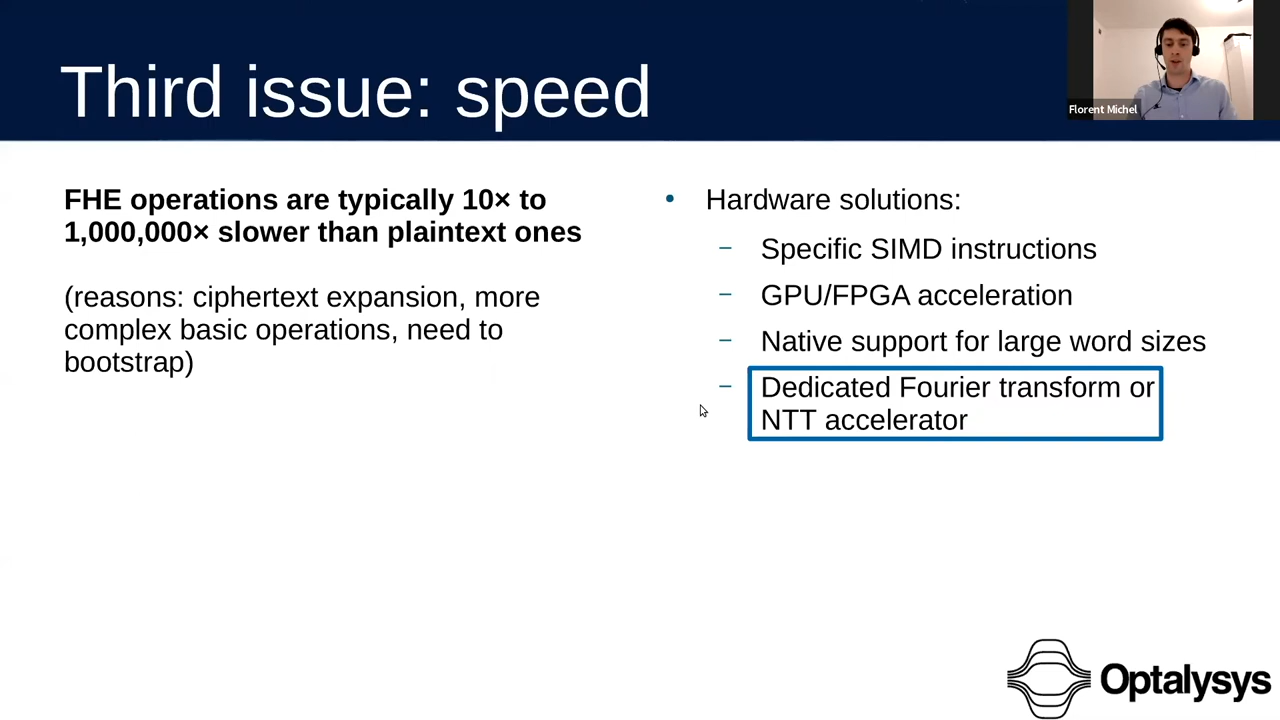 Third issue: speed
Florent Michel
FHE operations are typically 10× to
1,000,000× slower than plaintext ones
(reasons: ciphertext expansion, more
complex basic operations, need to
bootstrap)
• Hardware solutions:
– Specific SIMD instructions
– GPU/FPGA acceleration
– Native support for large word sizes
– Dedicated Fourier transform or
NTT accelerator
Optalysys